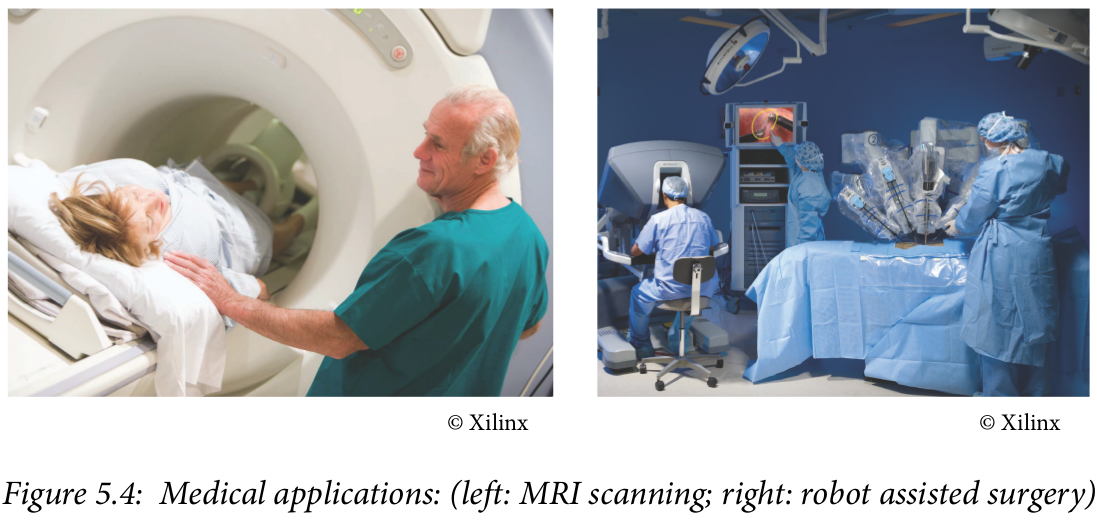 © Xilinx
© Xilinx
Figure 5.4: Medical applications: (left: MRI scanning; right: robot assisted surgery)